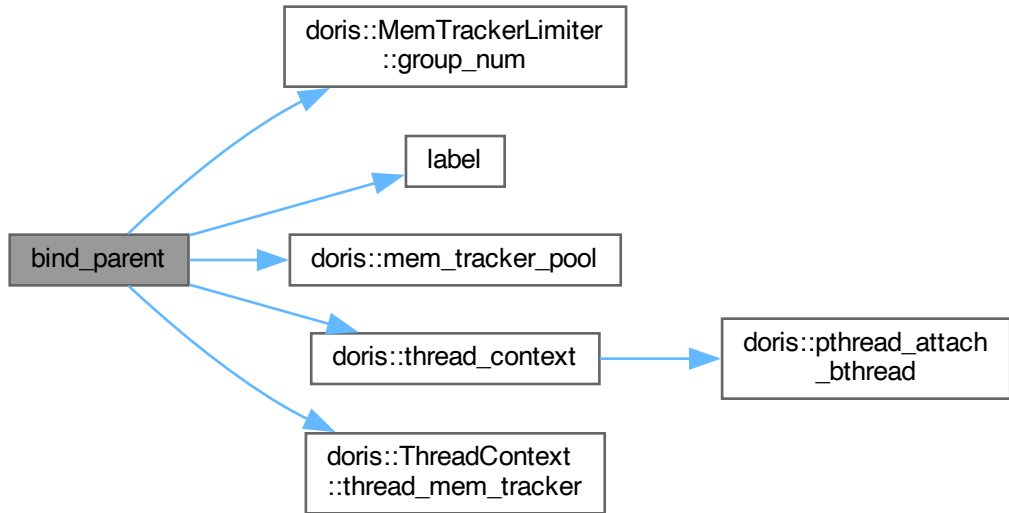 doris::MemTrackerLimiter
::group_num
label
bind_parent
doris::mem_tracker_pool
doris::thread_context
doris::pthread_attach
_bthread
doris::ThreadContext
::thread_mem_tracker